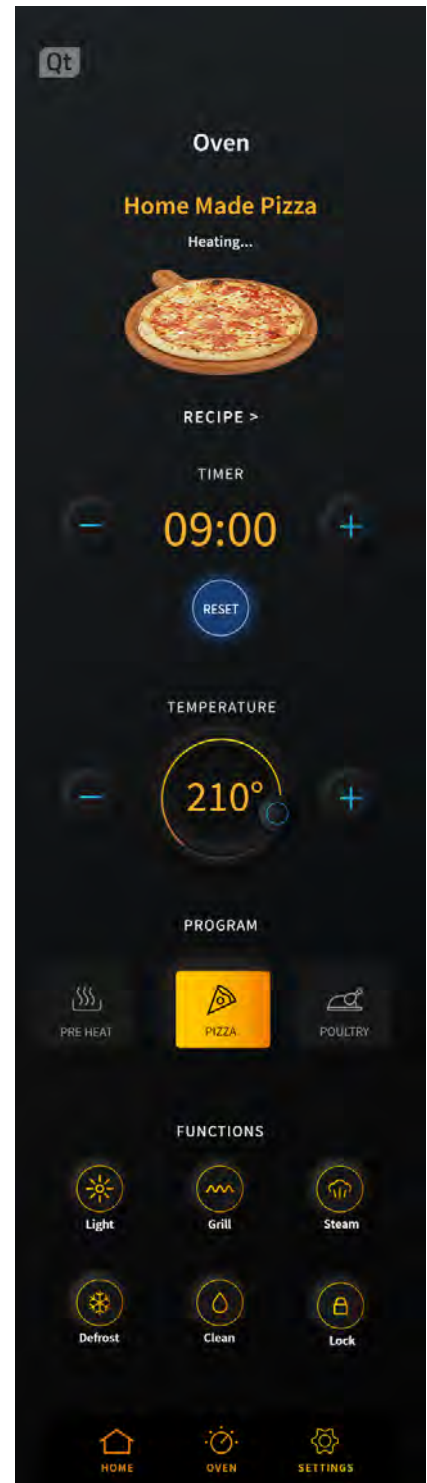 Qt
Oven
Home Made Pizza
Heating...
RECIPE >
TIMER
09:00
RESET
TEMPERATURE
210°
PROGRAM
PRE HEAT
PIZZA
POULTRY
FUNCTIONS
Light
Grill
Steam
Defrost
Clean
Lock
HOME
OVEN
SETTINGS